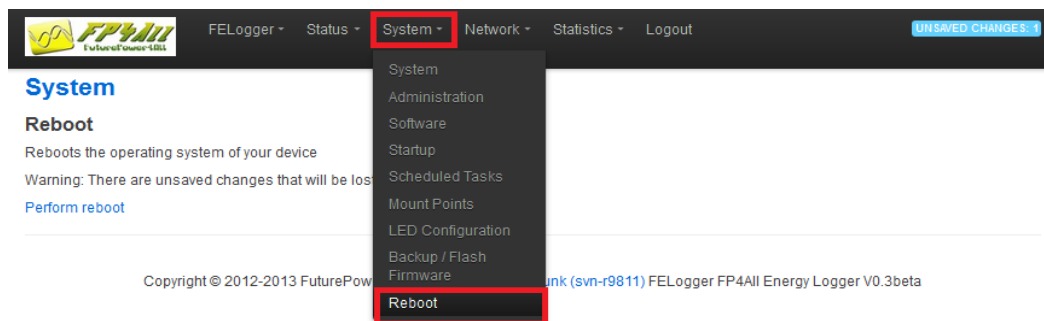 FP4All
FuturePower4All
FELogger
Status
System
Network
Statistics
Logout
UNSAVED CHANGES: 1
System
Administration
Software
Startup
Scheduled Tasks
Mount Points
LED Configuration
Backup / Flash
Firmware
Reboot
System
Reboot
Reboots the operating system of your device
Warning: There are unsaved changes that will be los
Perform reboot
Copyright © 2012-2013 FuturePow unk (svn-r9811) FELogger FP4All Energy Logger V0.3beta